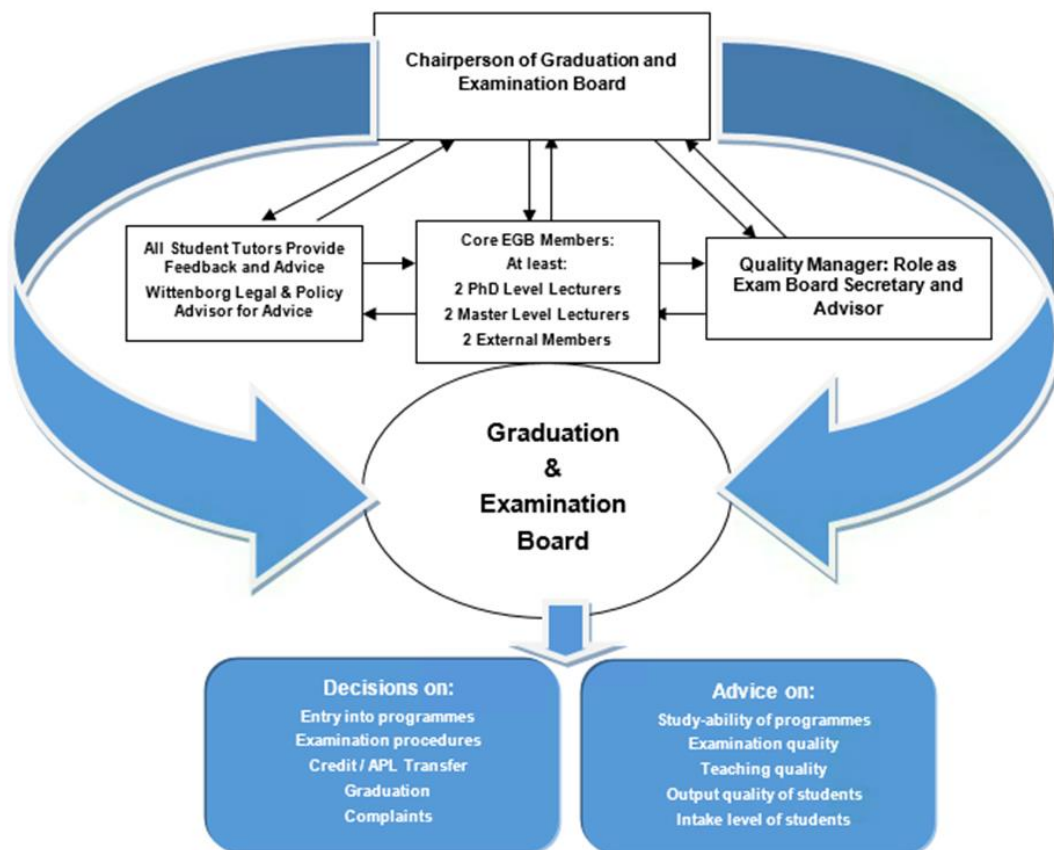 Chairperson of Graduation and
Examination Board
All Student Tutors Provide
Feedback and Advice
Wittenborg Legal & Policy
Advisor for Advice
Core EGB Members:
At least:
2 PhD Level Lecturers
2 Master Level Lecturers
2 External Members
Quality Manager: Role as
Exam Board Secretary and
Advisor
Graduation
&
Examination
Board
Decisions on:
Entry into programmes
Examination procedures
Credit / APL Transfer
Graduation
Complaints
Advice on:
Study-ability of programmes
Examination quality
Teaching quality
Output quality of students
Intake level of students